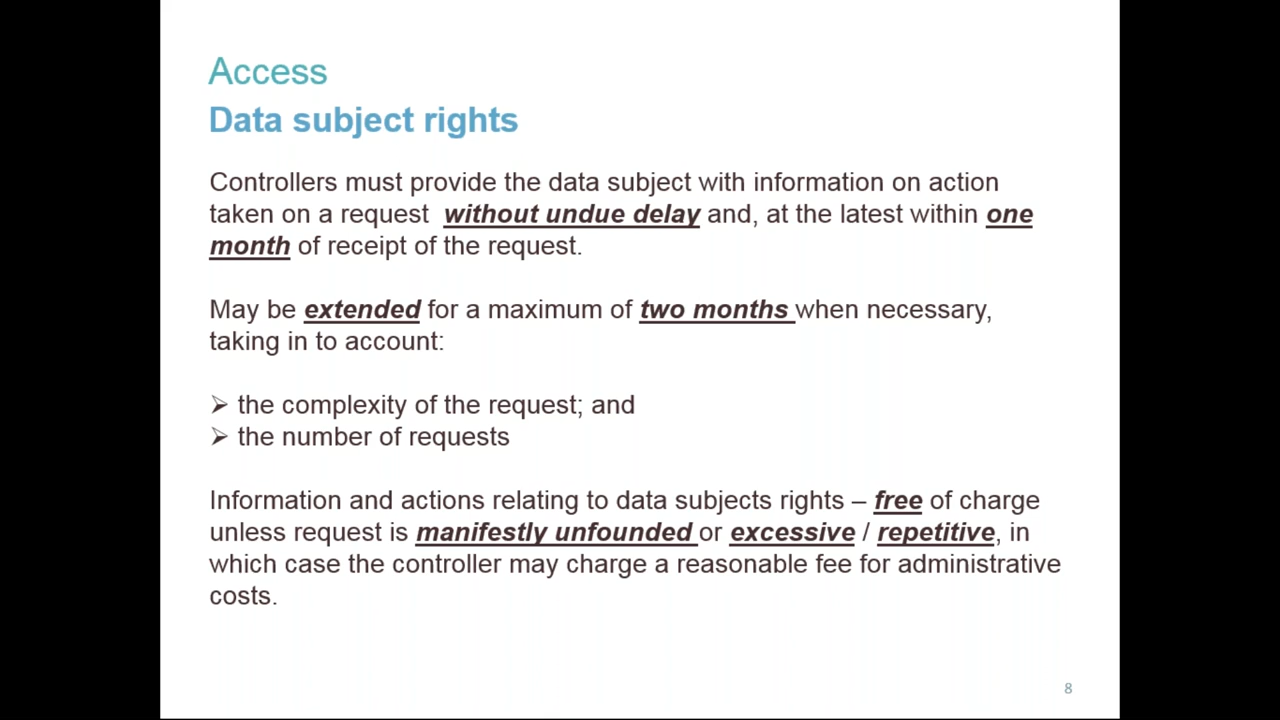 Access
Data subject rights
Controllers must provide the data subject with information on action
taken on a request without undue delay and, at the latest within one
month of receipt of the request.
May be extended for a maximum of two months when necessary,
taking in to account:
➢ the complexity of the request; and
➢ the number of requests
Information and actions relating to data subjects rights – free of charge
unless request is manifestly unfounded or excessive / repetitive, in
which case the controller may charge a reasonable fee for administrative
costs.
8